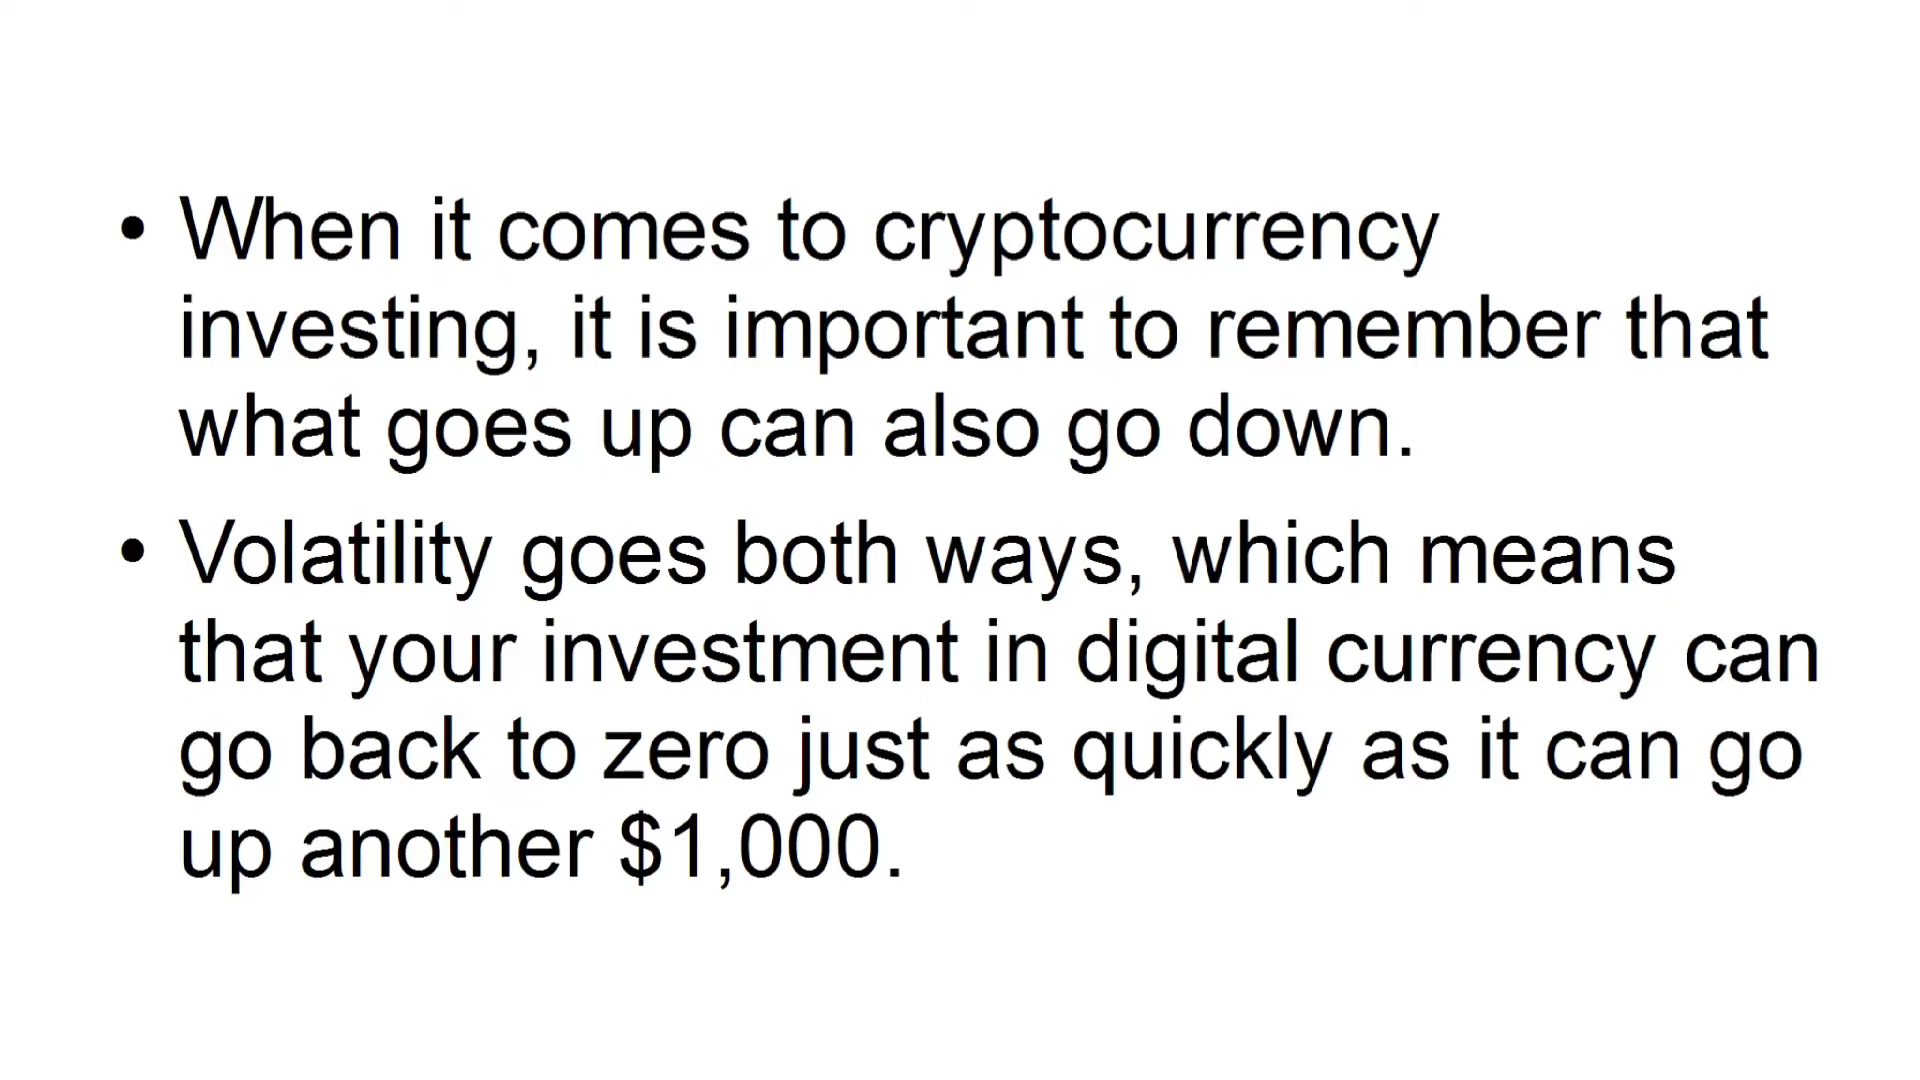 • When it comes to cryptocurrency
investing, it is important to remember that
what goes up can also go down.
• Volatility goes both ways, which means
that your investment in digital currency can
go back to zero just as quickly as it can go
up another $1,000.